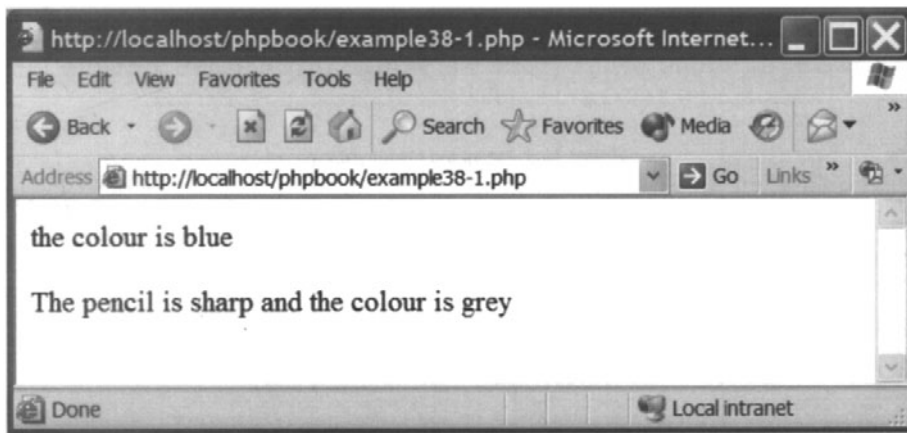 http://localhost/phpbook/example38-1.php - Microsoft Internet...
File Edit View Favorites Tools Help
Back Search Favorites Media »
Address http://localhost/phpbook/example38-1.php Go Links »
the colour is blue
The pencil is sharp and the colour is grey
Done Local intranet